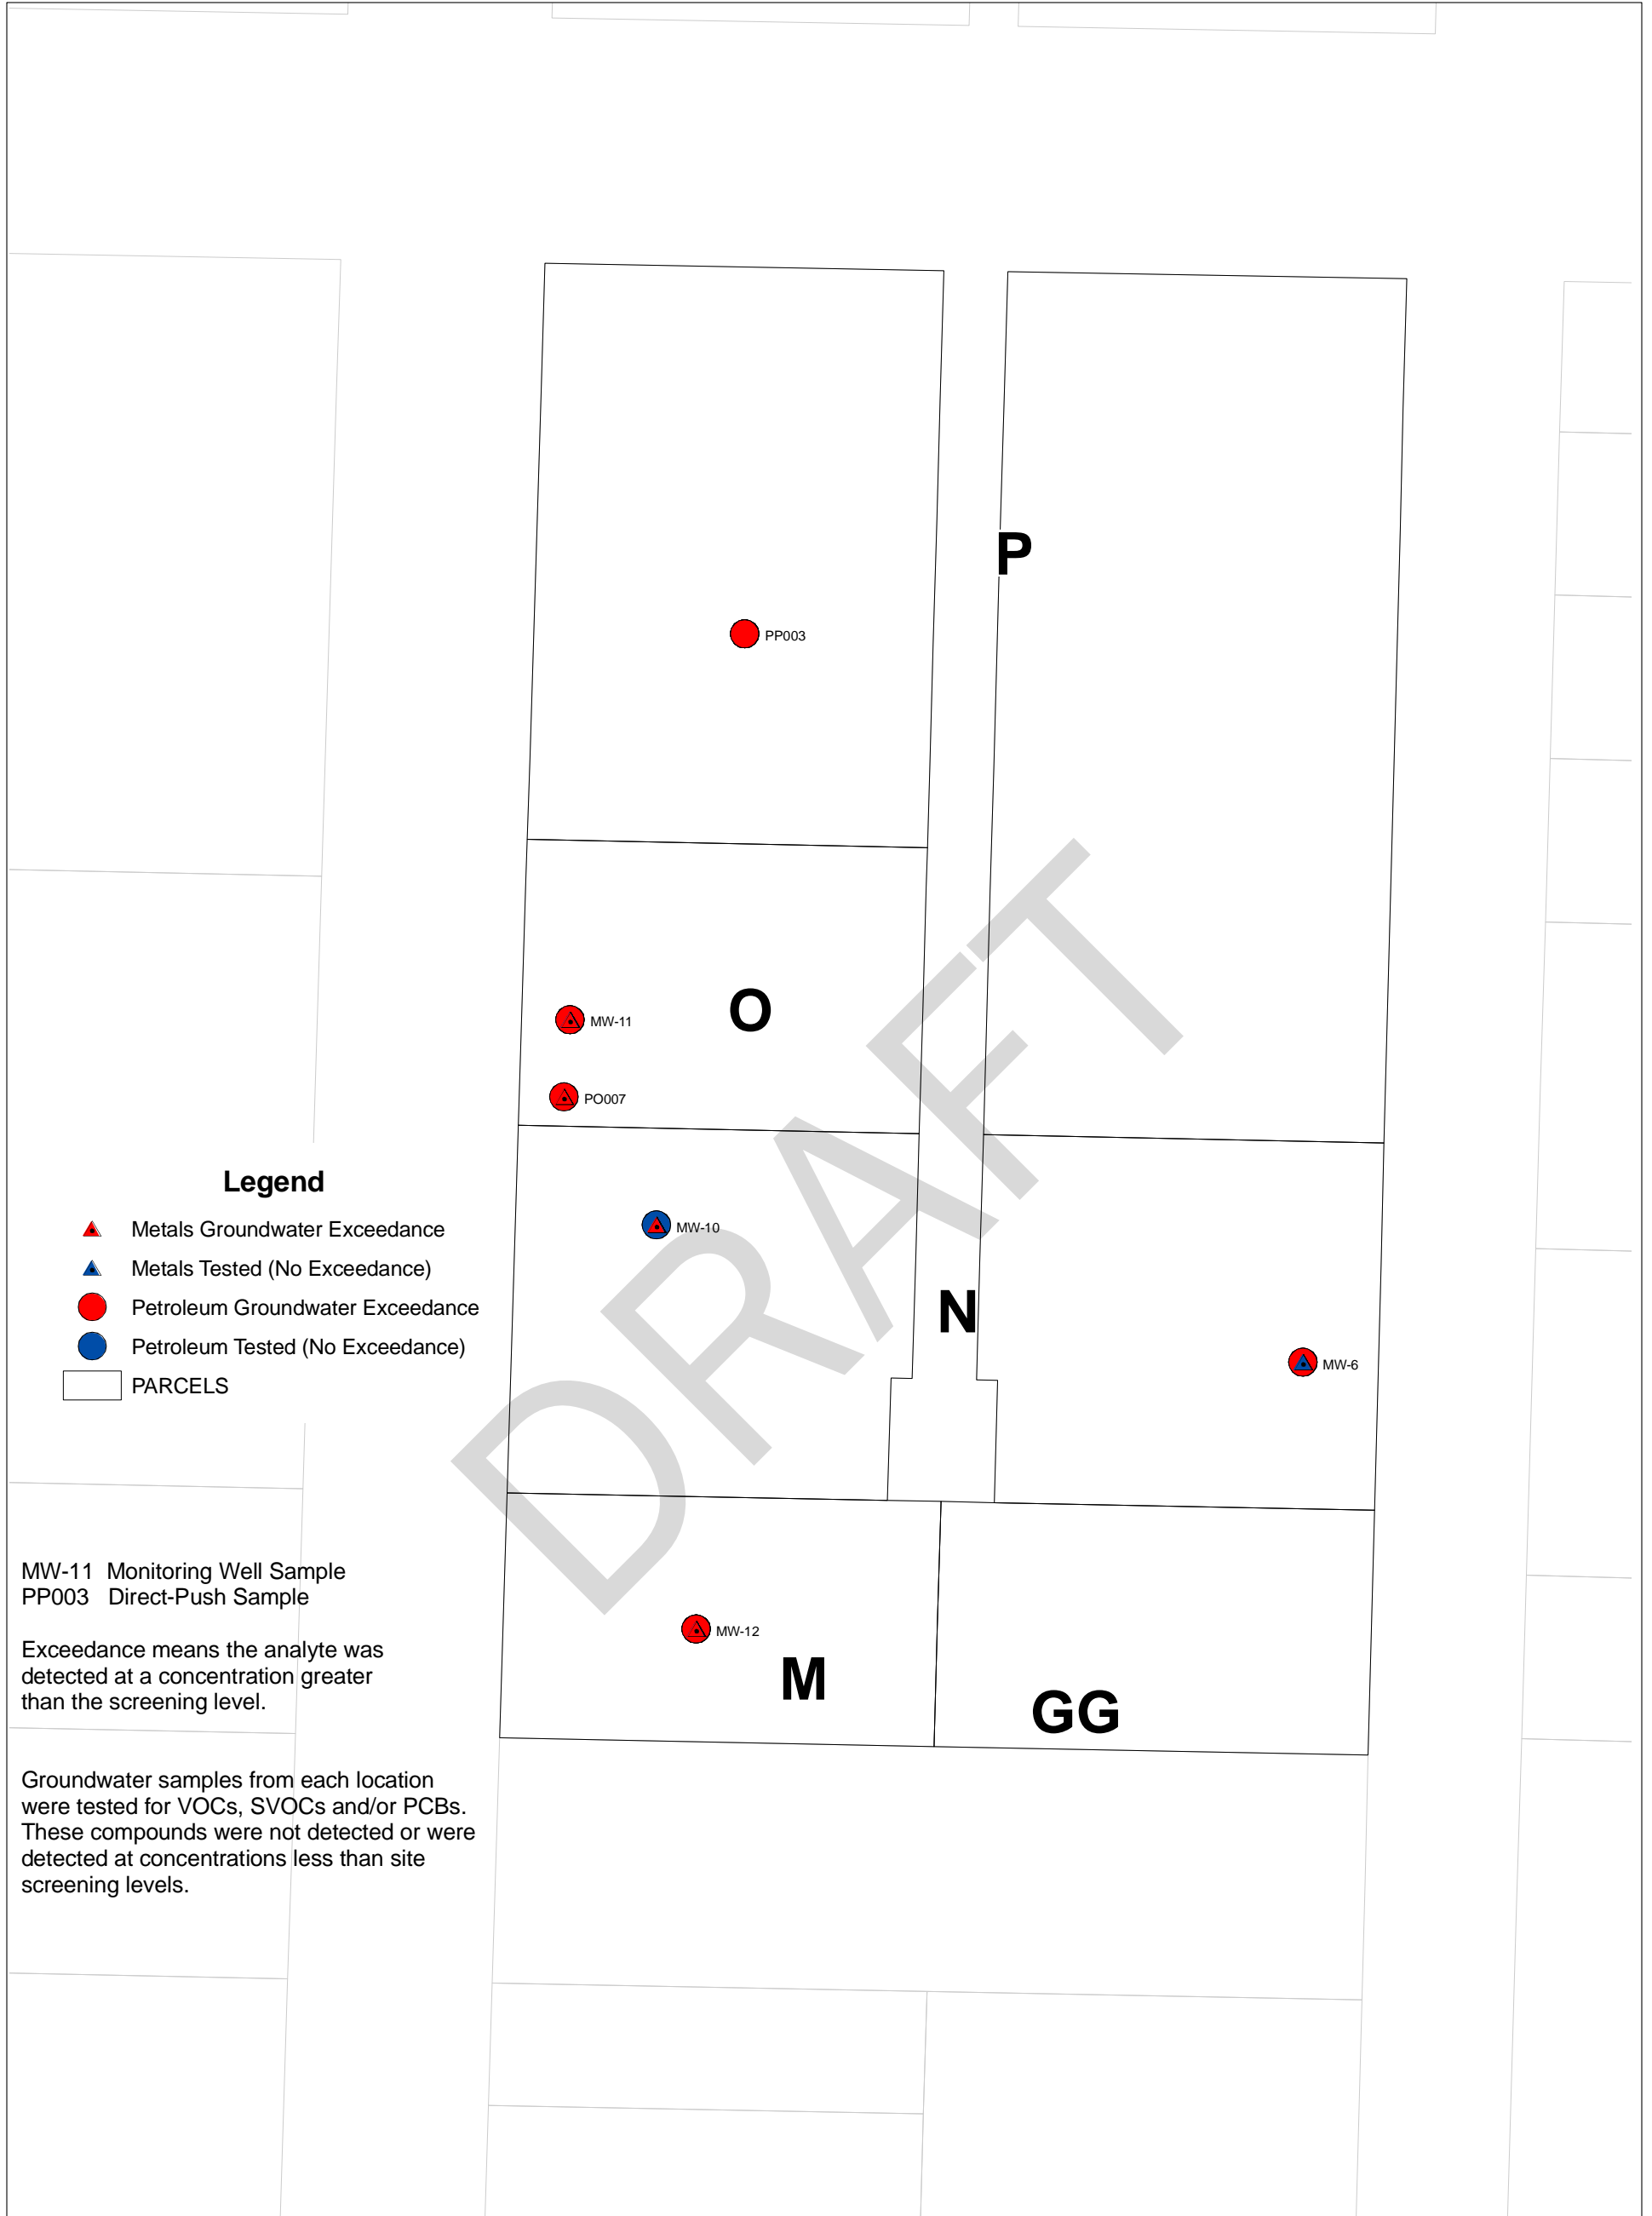 P
PP003
O
MW-11
PO007
Legend
Metals Groundwater Exceedance
Metals Tested (No Exceedance)
Petroleum Groundwater Exceedance
Petroleum Tested (No Exceedance)
PARCELS
MW-10
N
MW-6
DRAFT
MW-11 Monitoring Well Sample
PP003 Direct-Push Sample
Exceedance means the analyte was
detected at a concentration greater
than the screening level.
MW-12
M
GG
Groundwater samples from each location
were tested for VOCs, SVOCs and/or PCBs.
These compounds were not detected or were
detected at concentrations less than site
screening levels.